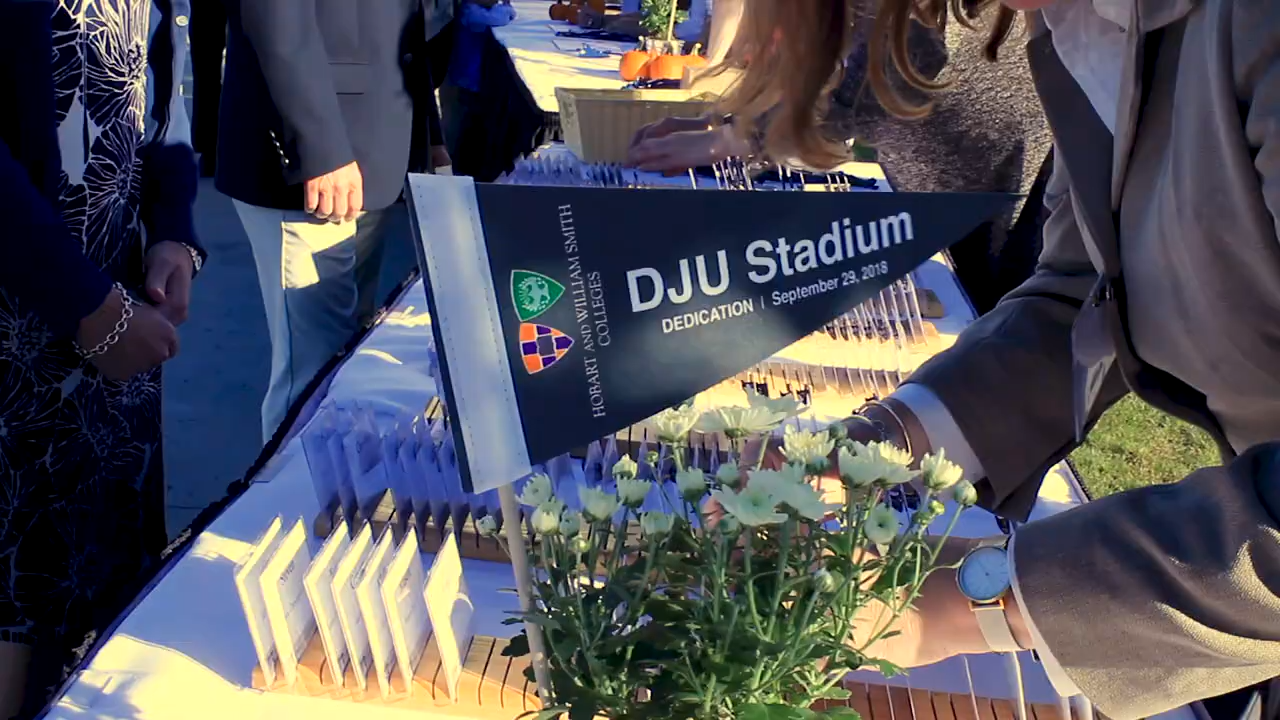 HOBART AND WILLIAM SMITH
COLLEGES
DJU Stadium
DEDICATION | September 29, 2018